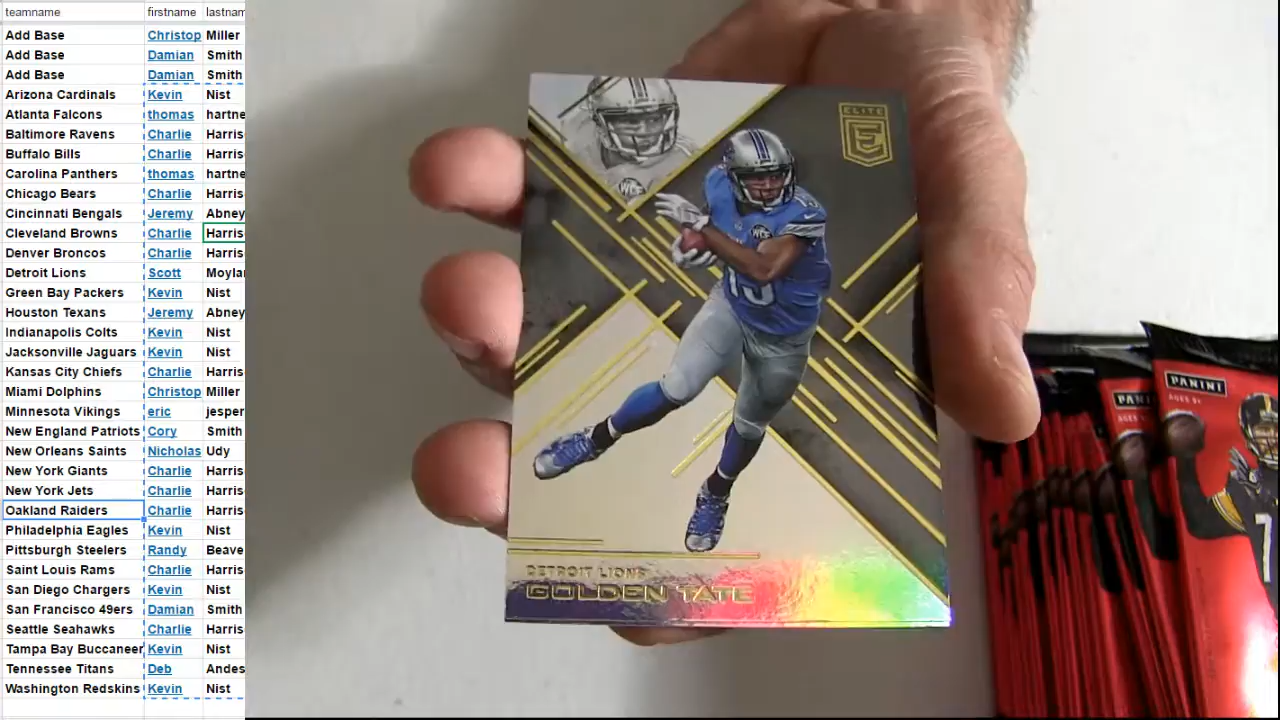 teamname firstname lastnam
Add Base Christop Miller
Add Base Damian Smith
Add Base Damian Smith
Arizona Cardinals Kevin Nist
Atlanta Falcons thomas hartne
Baltimore Ravens Charlie Harris
Buffalo Bills Charlie Harris
Carolina Panthers thomas hartne
Chicago Bears Charlie Harris
Cincinnati Bengals Jeremy Abney
Cleveland Browns Charlie Harris
Denver Broncos Charlie Harris
Detroit Lions Scott Moylar
Green Bay Packers Kevin Nist
Houston Texans Jeremy Abney
Indianapolis Colts Kevin Nist
Jacksonville Jaguars Kevin Nist
Kansas City Chiefs Charlie Harris
Miami Dolphins Christop Miller
Minnesota Vikings eric jesper
New England Patriots Cory Smith
New Orleans Saints Nicholas Udy
New York Giants Charlie Harris
New York Jets Charlie Harris
Oakland Raiders Charlie Harris
Philadelphia Eagles Kevin Nist
Pittsburgh Steelers Randy Beave
Saint Louis Rams Charlie Harris
San Diego Chargers Kevin Nist
San Francisco 49ers Damian Smith
Seattle Seahawks Charlie Harris
Tampa Bay Buccaneer Kevin Nist
Tennessee Titans Deb Andes
Washington Redskins Kevin Nist
ELITE
E
WCF
15
DETROIT LIONS
GOLDEN TATE
PANINI
PANI
7